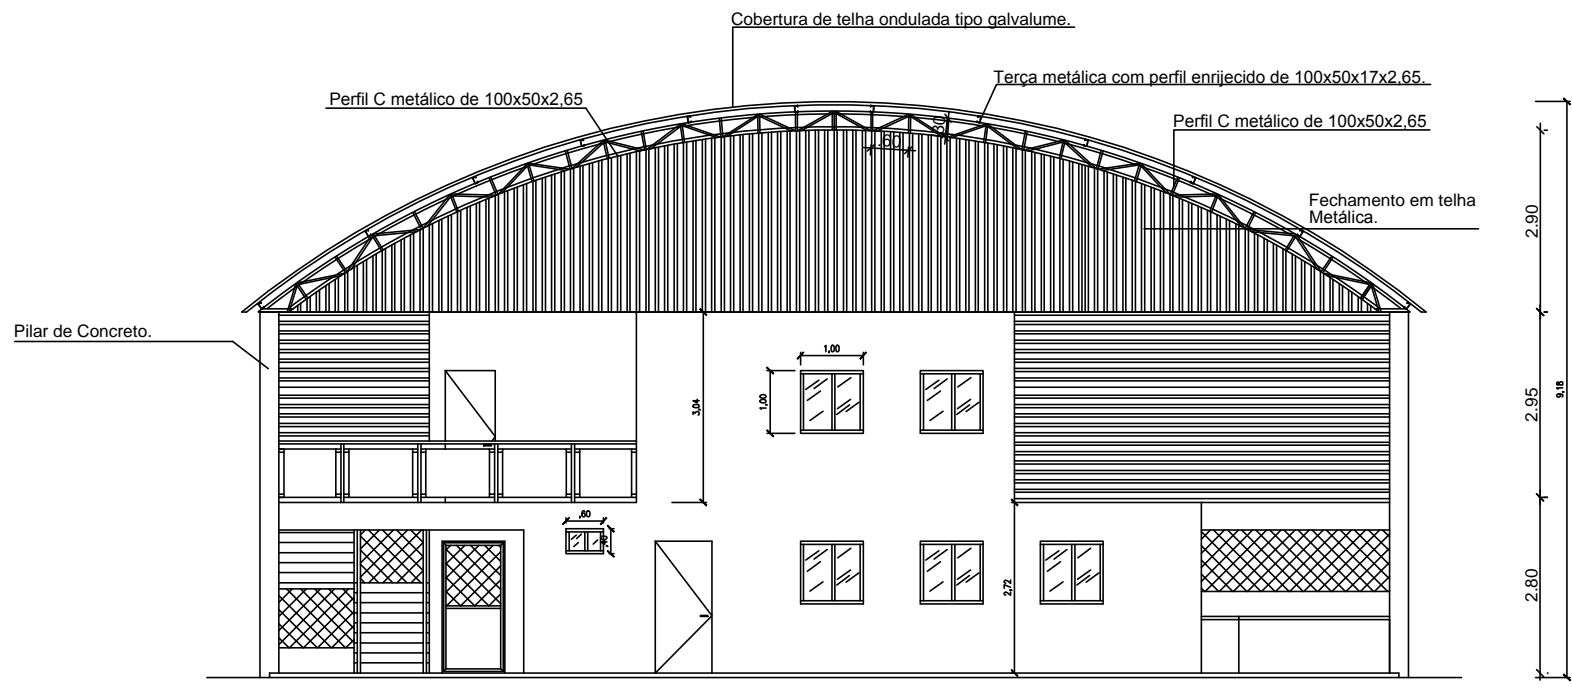 Cobertura de telha ondulada tipo galvalume.
Terça metálica com perfil enrijecido de 100x50x17x2,65.
Perfil C metálico de 100x50x2,65
Perfil C metálico de 100x50x2,65
.30
.60
Fechamento em telha
Metálica.
2.90
Pilar de Concreto.
1,00
1,00
3,04
2.95
9,18
,60
,40
2,72
2.80